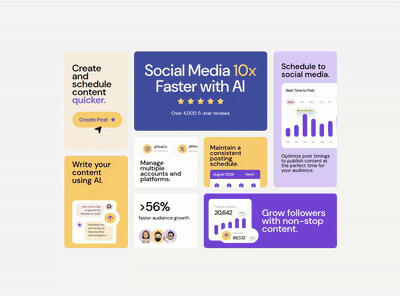 Create
and
schedule
content
quicker.
Create Post →
Social Media 10x
Faster with AI
Over 4,000 5-star reviews
Schedule to
social media.
Best Time to Post
Optimize post timings
to publish content at
the perfect time for
your audience.
Write your
content
using AI.
Manage
multiple
accounts and
platforms.
Maintain a
consistent
posting
schedule.
August 2026
>56%
faster audience growth
20,642
Grow followers
with non-stop
content.